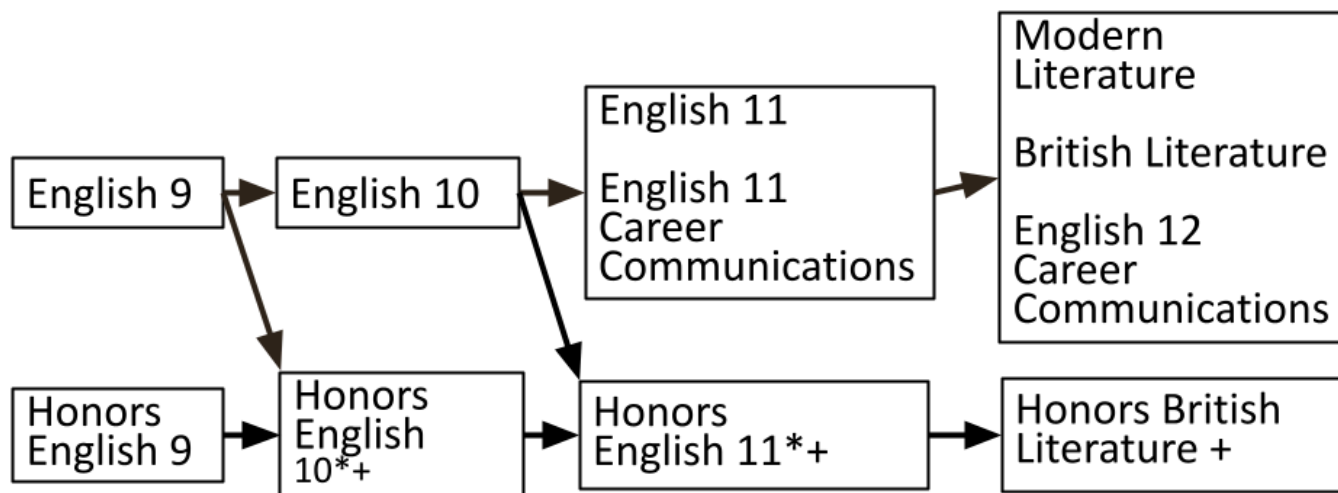 English 9
English 10
English 11
English 11
Career
Communications
Modern
Literature
British Literature
English 12
Career
Communications
Honors
English 9
Honors
English
10*+
Honors
English 11*+
Honors British
Literature +